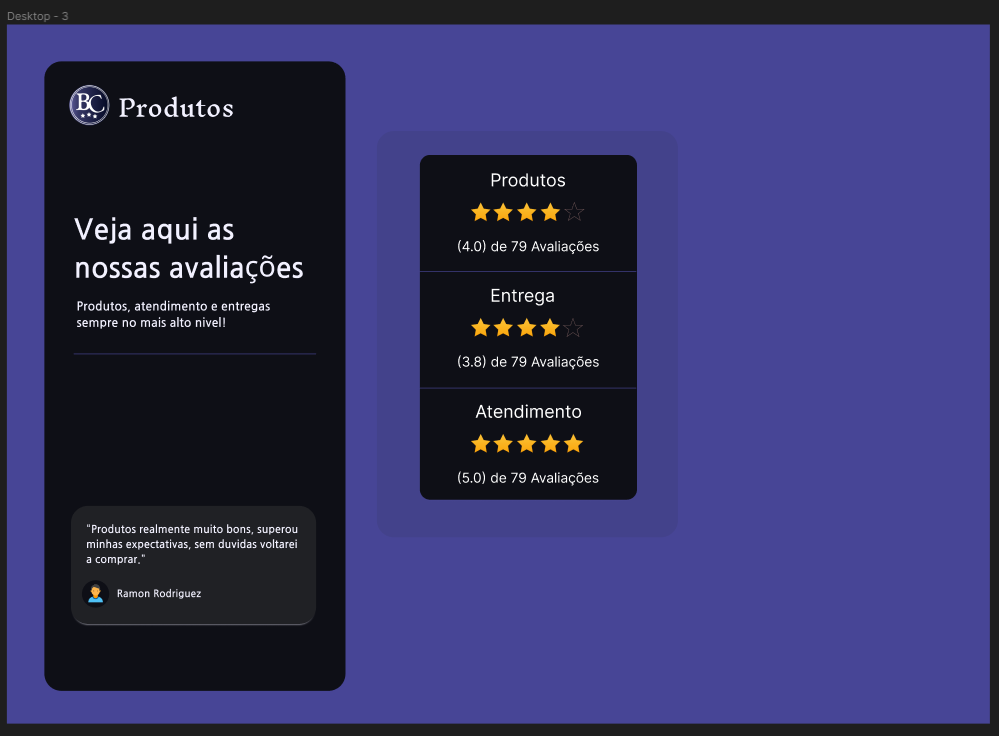 Desktop - 3
BC
Produtos
Veja aqui as
nossas avaliações
Produtos, atendimento e entregas
sempre no mais alto nivel!
"Produtos realmente muito bons, superou
minhas expectativas, sem duvidas voltarei
a comprar."
Ramon Rodriguez
Produtos
(4.0) de 79 Avaliações
Entrega
(3.8) de 79 Avaliações
Atendimento
(5.0) de 79 Avaliações